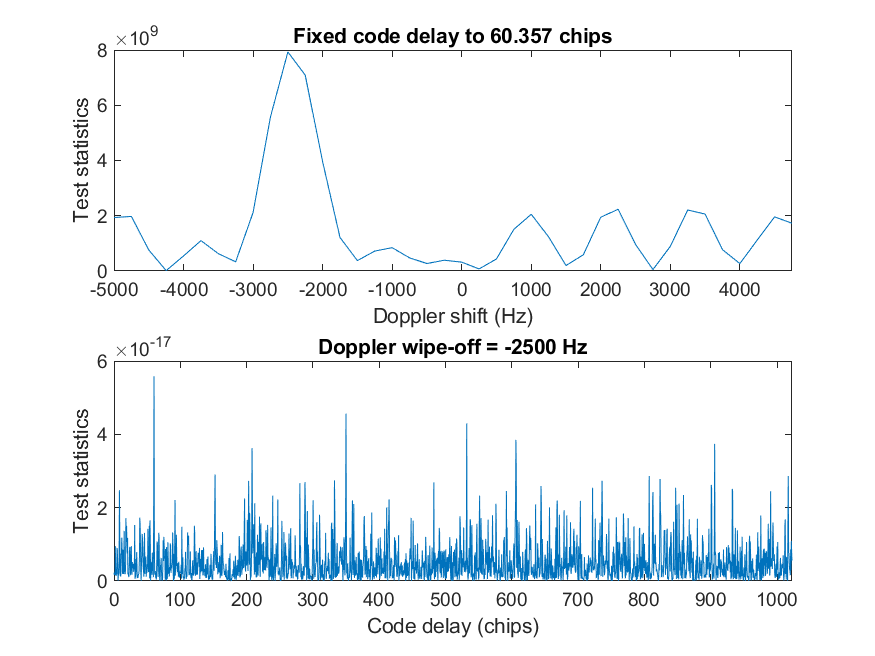 ×10^9
Fixed code delay to 60.357 chips
8
6
4
2
0
Test statistics
-5000 -4000 -3000 -2000 -1000 0 1000 2000 3000 4000
Doppler shift (Hz)
×10^-17
Doppler wipe-off = -2500 Hz
6
4
2
0
Test statistics
0 100 200 300 400 500 600 700 800 900 1000
Code delay (chips)